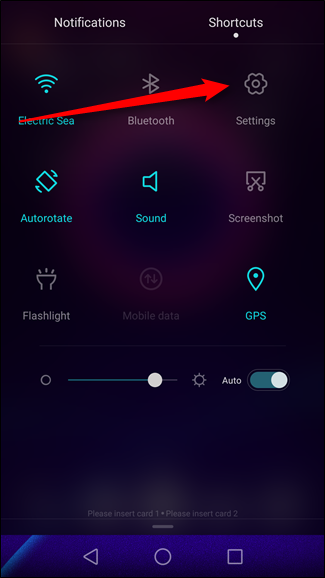 Notifications Shortcuts
Electric Sea Bluetooth Settings
Autorotate Sound Screenshot
Flashlight Mobile data GPS
Auto
Please insert card 1 • Please insert card 2